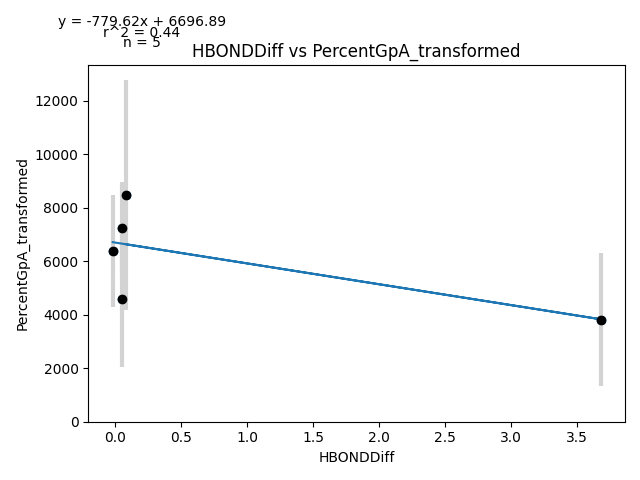 y = -779.62x + 6696.89
r^2 = 0.44
n = 5
HBONDDiff vs PercentGpA_transformed
PercentGpA_transformed
12000
10000
8000
6000
4000
2000
0
0.0 0.5 1.0 1.5 2.0 2.5 3.0 3.5
HBONDDiff